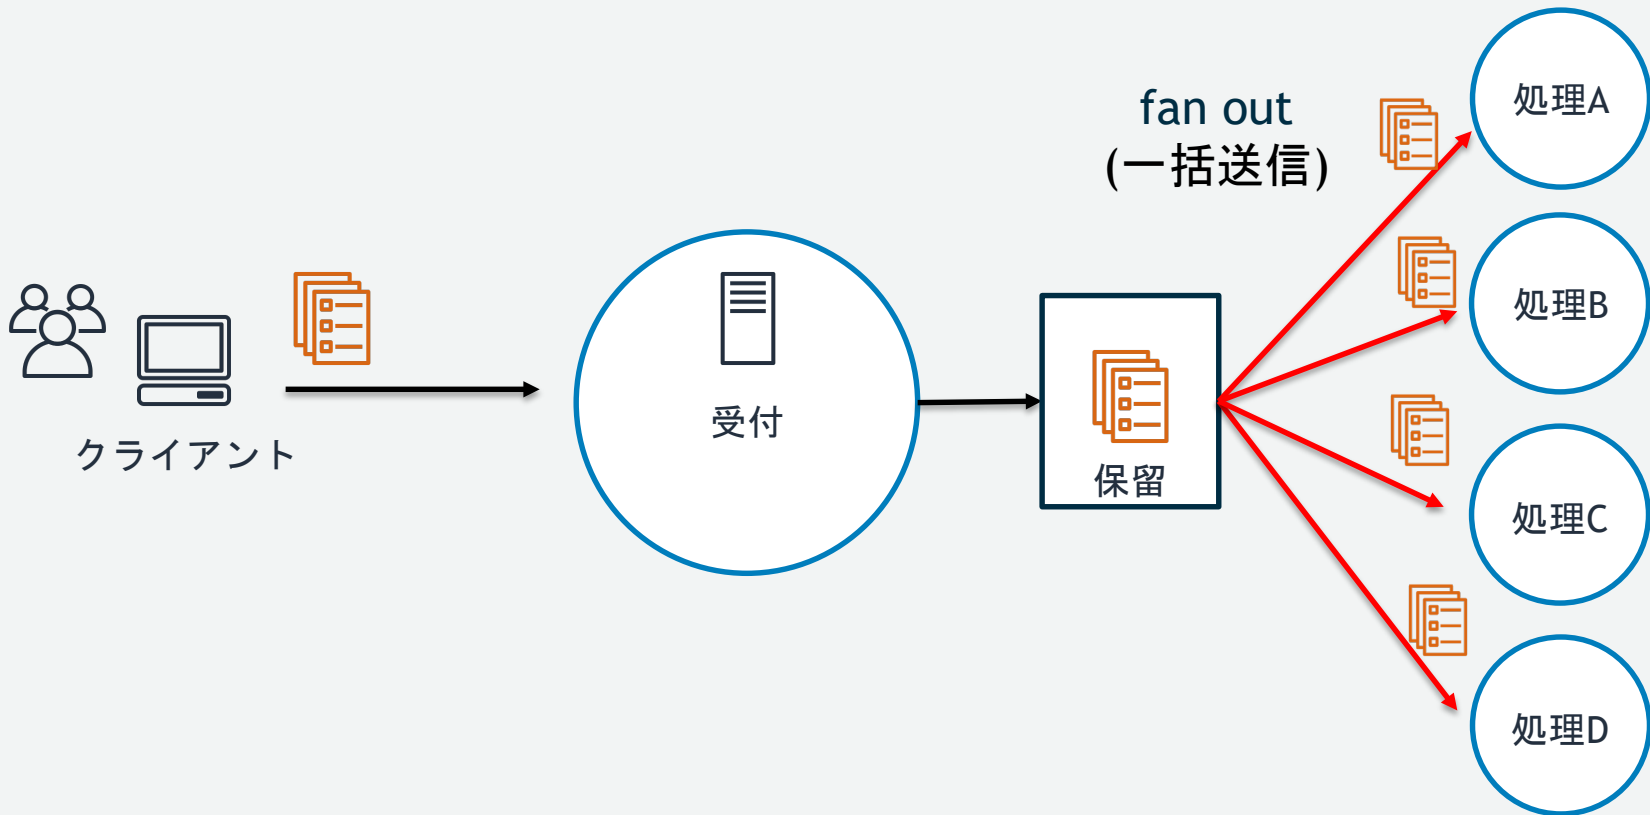 クライアント
受付
保留
fan out
(一括送信)
処理A
処理B
処理C
処理D